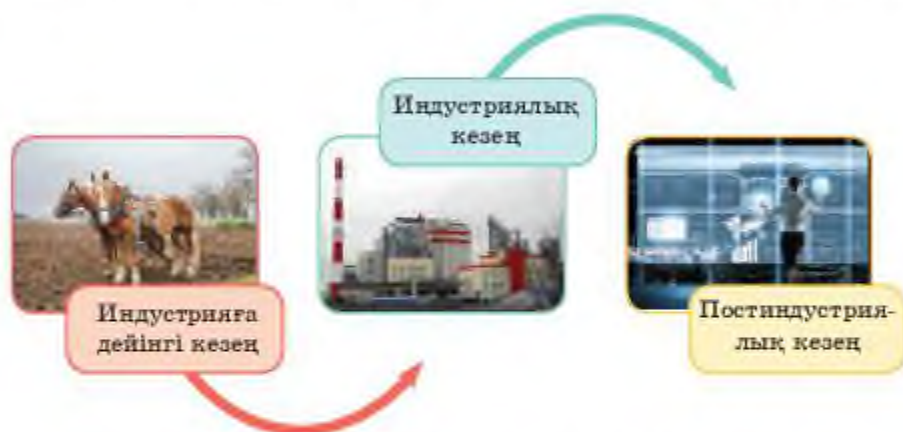 Индустрияға
дейінгі кезең
Индустриялық
кезең
Постиндустрия-
лық кезең